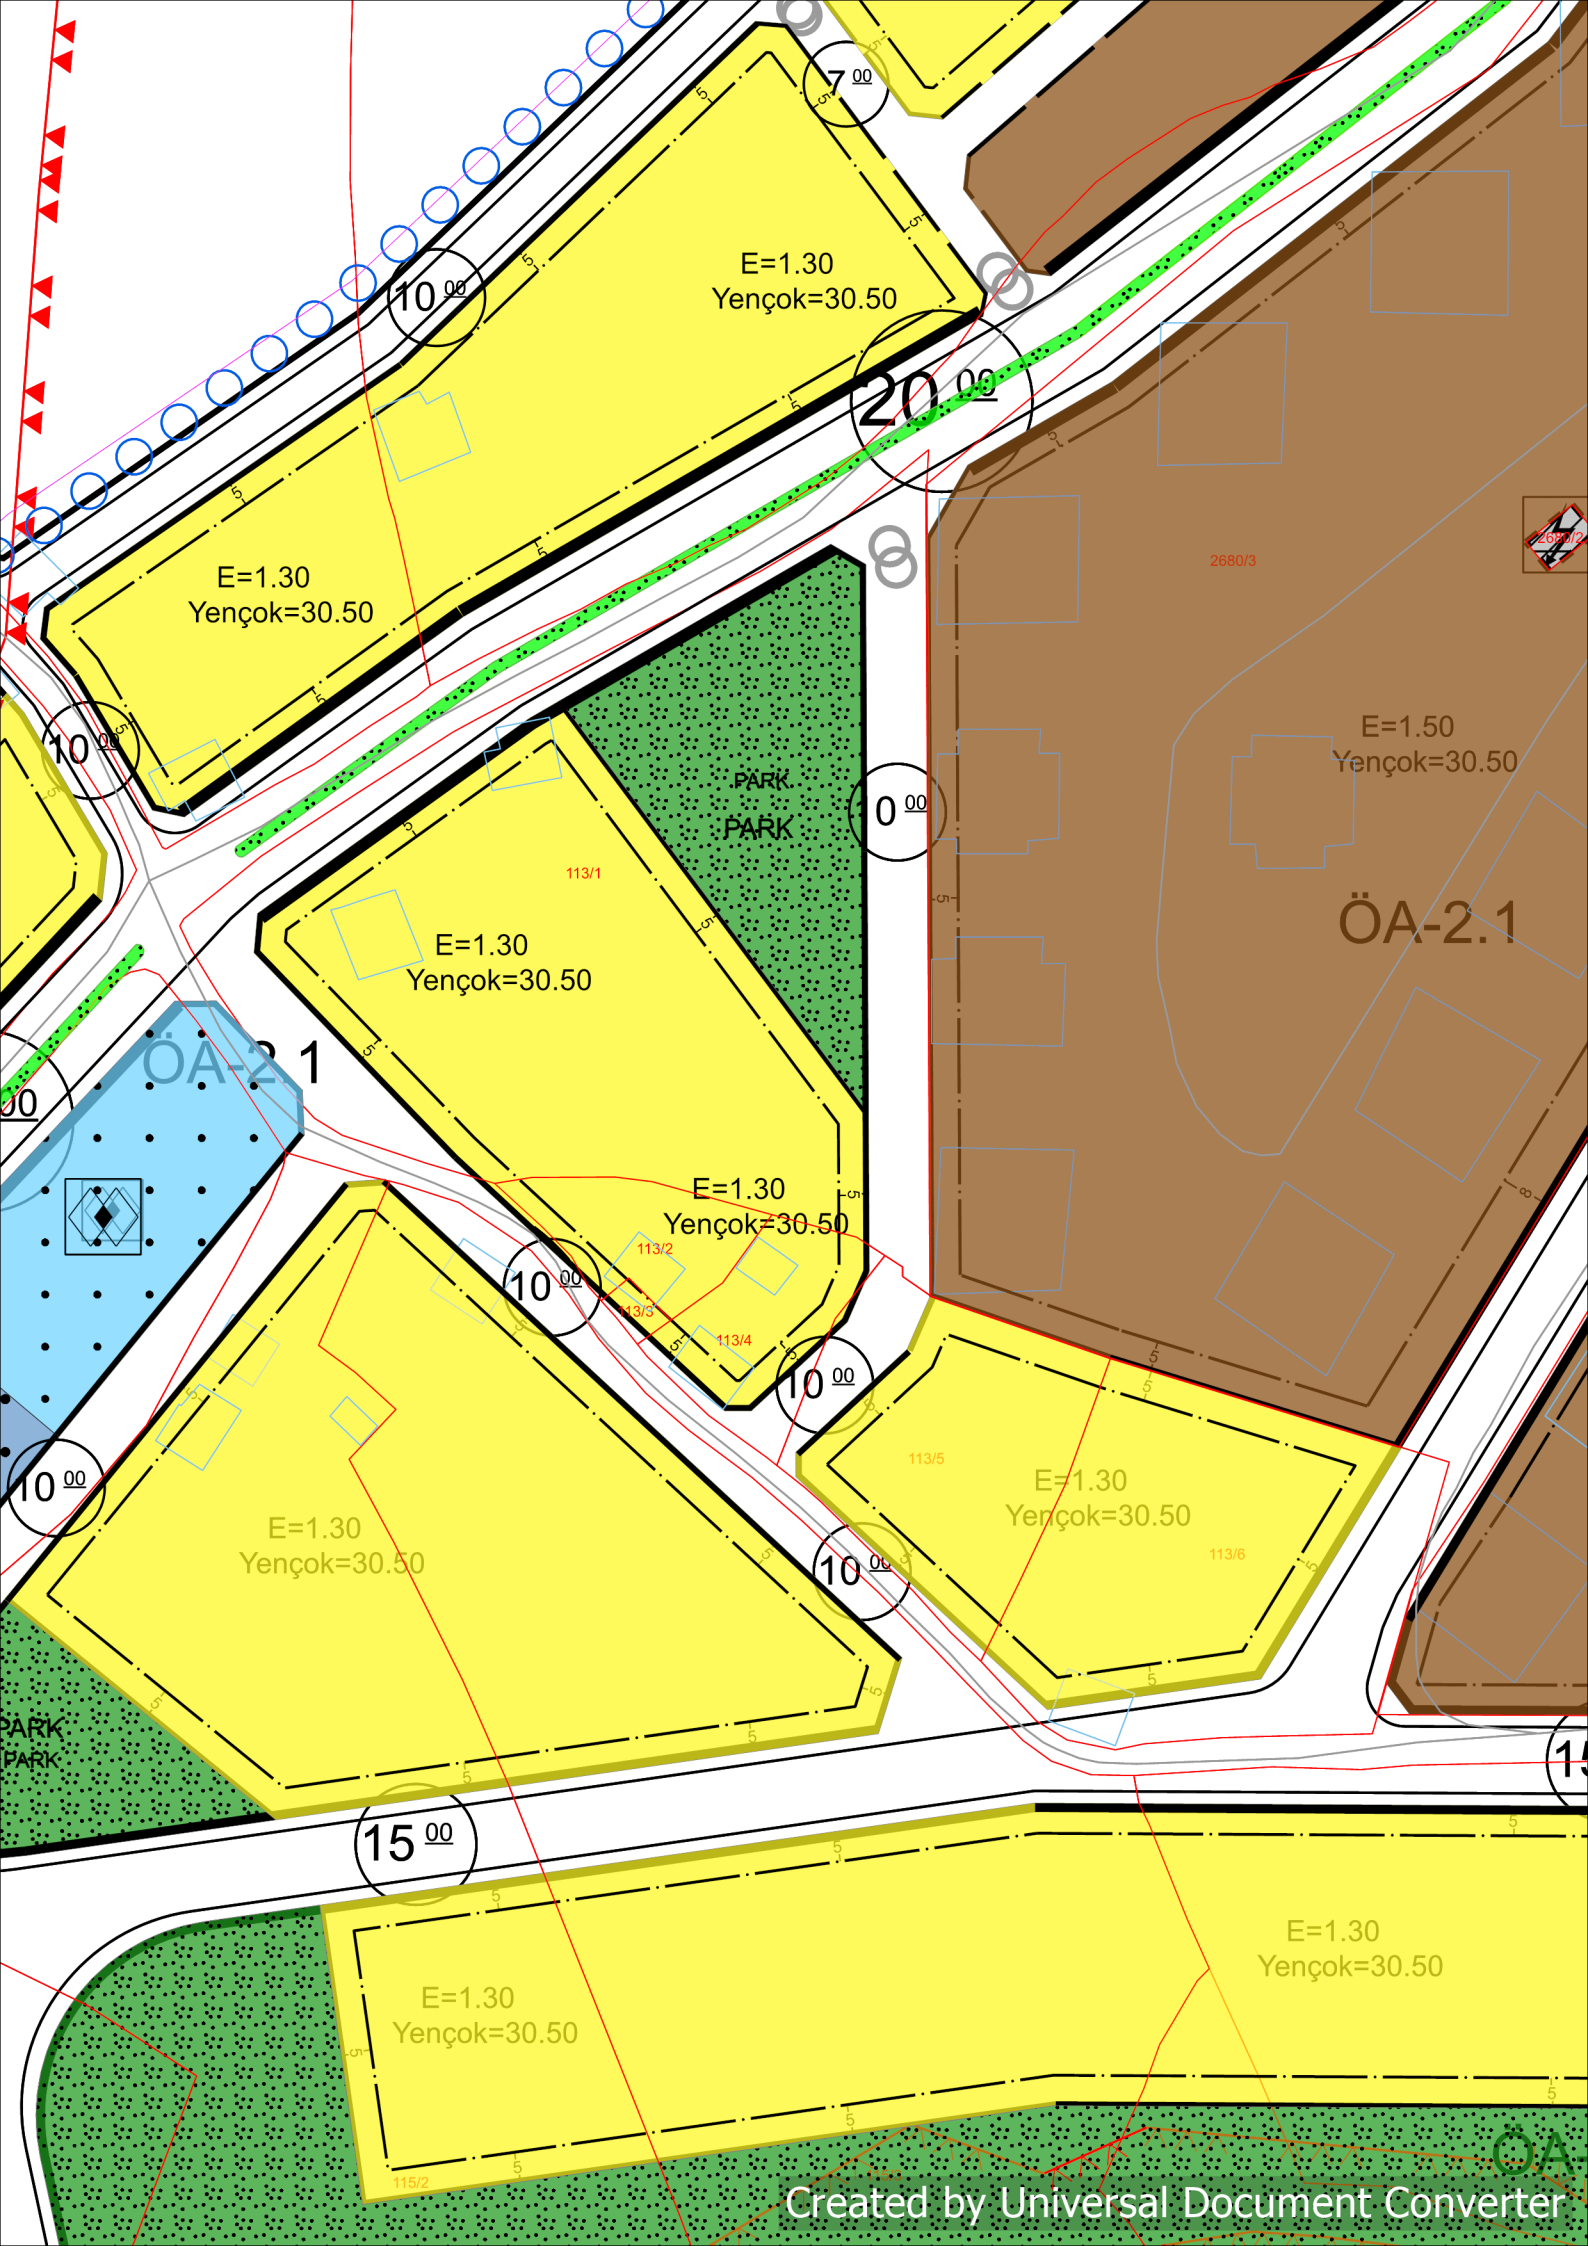 7 00
E=1.30
Yençok=30.50
10 00
20 00
2680/3
2680/2
E=1.30
Yençok=30.50
E=1.50
Yençok=30.50
10 00
PARK
PARK
0 00
113/1
ÖA-2.1
E=1.30
Yençok=30.50
ÖA-2.1
00
E=1.30
Yençok=30.50
113/2
10 00
113/3
113/4
10 00
113/5
E=1.30
Yençok=30.50
10 00
E=1.30
Yençok=30.50
113/6
10 00
PARK
PARK
15 00
15
E=1.30
Yençok=30.50
E=1.30
Yençok=30.50
115/2
ÖA-
Created by Universal Document Converter